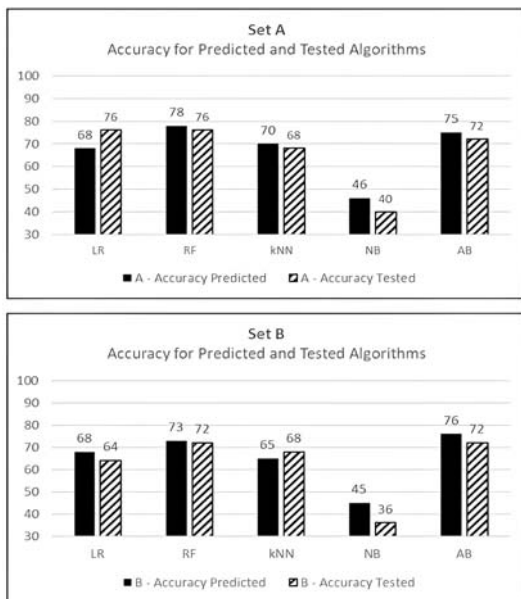 Set A
Accuracy for Predicted and Tested Algorithms
100
90
80
70
60
50
40
30
68 76 78 76 70 68 46 40 75 72
LR RF kNN NB AB
A - Accuracy Predicted A - Accuracy Tested
Set B
Accuracy for Predicted and Tested Algorithms
100
90
80
70
60
50
40
30
68 64 73 72 65 68 45 36 76 72
LR RF kNN NB AB
B - Accuracy Predicted B - Accuracy Tested